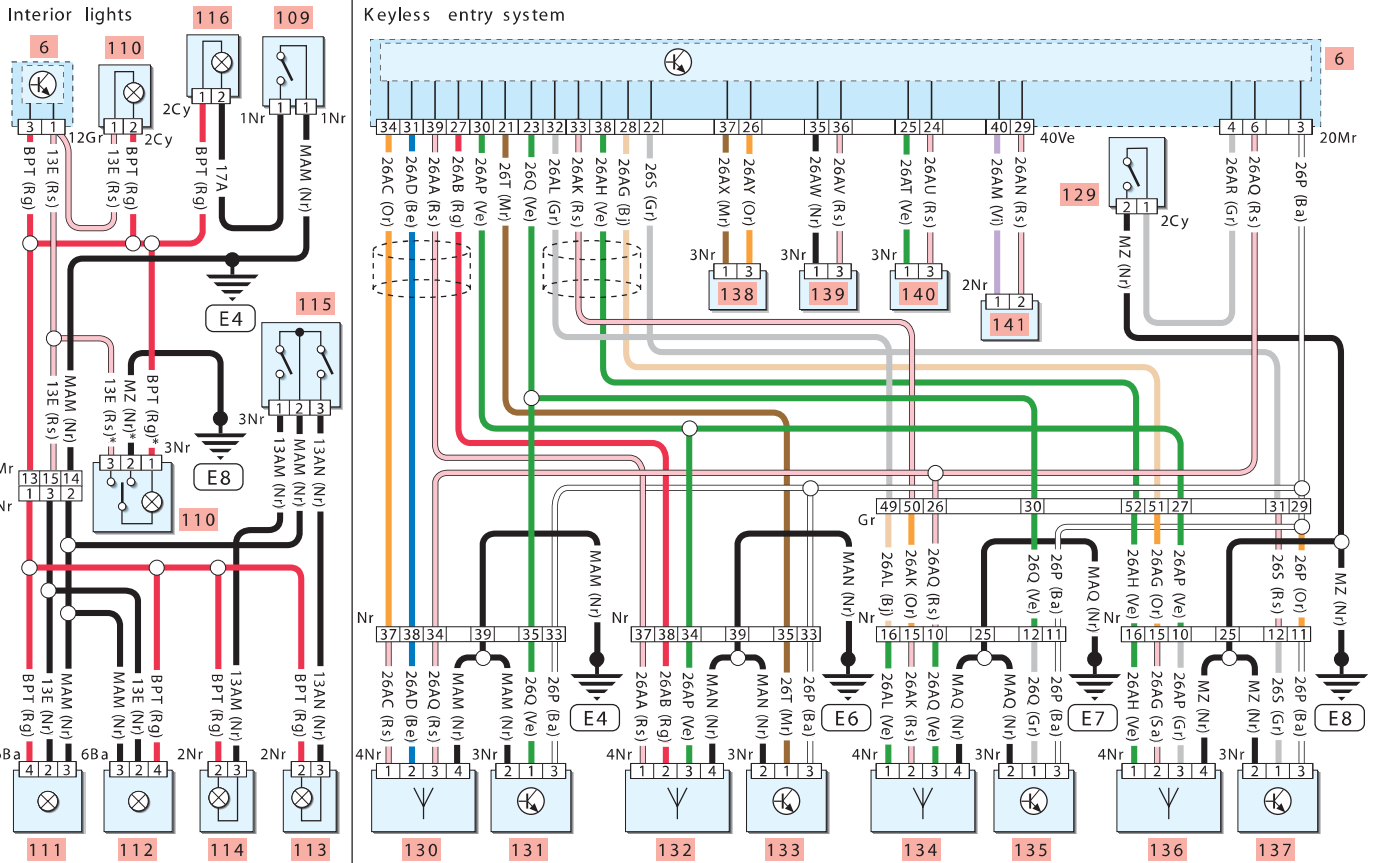 Interior lights
Keyless entry system
116 109
6 110
6
1 2
2Cy
1 1
1Nr 1Nr
3 1
12Gr
1 2
2Cy
34 31 39 27 30 21 23 32 33 38 28 22 37 26 35 36 25 24 40 29
40Ve
4 6 3
20Mr
BPT (Rg)
13E (Rs)
13E (Rs)
BPT (Rg)
BPT (Rg)
17A
MAM (Nr)
26AC (Or)
26AD (Be)
26AA (Rs)
26AB (Rg)
26AP (Ve)
26T (Mr)
26Q (Ve)
26AL (Gr)
26AK (Rs)
26AH (Ve)
26AG (Bj)
26S (Gr)
26AX (Mr)
26AY (Or)
26AW (Nr)
26AV (Rs)
26AT (Ve)
26AU (Rs)
26AM (Vi)
26AN (Rs)
26AR (Gr)
26AQ (Rs)
26P (Ba)
129
2 1
2Cy
MZ (Nr)
3Nr
1 3
138
3Nr
1 3
139
3Nr
1 3
140
2Nr
1 2
141
E4
115
1 2 3
3Nr
13E (Rs)
MAM (Nr)
13E (Rs)*
MZ (Nr)*
BPT (Rg)*
3Nr
3 2 1
E8
110
13AM (Nr)
MAM (Nr)
13AN (Nr)
Mr
13 15 14
1 3 2
Nr
Gr
49 50 26 30 52 51 27 31 29
MAM (Nr)
MAN (Nr)
26AL (Bj)
26AK (Or)
26AQ (Rs)
26Q (Ve)
26P (Ba)
MAQ (Nr)
26AH (Ve)
26AG (Or)
26AP (Ve)
26S (Rs)
26P (Or)
MZ (Nr)
Nr
37 38 34 39 35 33
Nr
37 38 34 39 35 33
Nr
16 15 10 25 12 11
Nr
16 15 10 25 12 11
BPT (Rg)
13E (Nr)
MAM (Nr)
MAM (Nr)
13E (Nr)
BPT (Rg)
BPT (Rg)
13AM (Nr)
BPT (Rg)
13AN (Nr)
26AC (Rs)
26AD (Be)
26AQ (Rs)
MAM (Nr)
MAM (Nr)
26Q (Ve)
26P (Ba)
E4
26AA (Rs)
26AB (Rg)
26AP (Ve)
MAN (Nr)
MAN (Nr)
26T (Mr)
26P (Ba)
E6
26AL (Ve)
26AK (Rs)
26AQ (Ve)
MAQ (Nr)
MAQ (Nr)
26Q (Gr)
26P (Ba)
E7
26AH (Ve)
26AG (Sa)
26AP (Gr)
MZ (Nr)
MZ (Nr)
26S (Gr)
26P (Ba)
E8
6Ba
4 2 3
6Ba
3 2 4
2Nr
2 3
2Nr
2 3
4Nr
1 2 3 4
3Nr
2 1 3
4Nr
1 2 3 4
3Nr
2 1 3
4Nr
1 2 3 4
3Nr
2 1 3
4Nr
1 2 3 4
3Nr
2 1 3
111 112 114 113 130 131 132 133 134 135 136 137